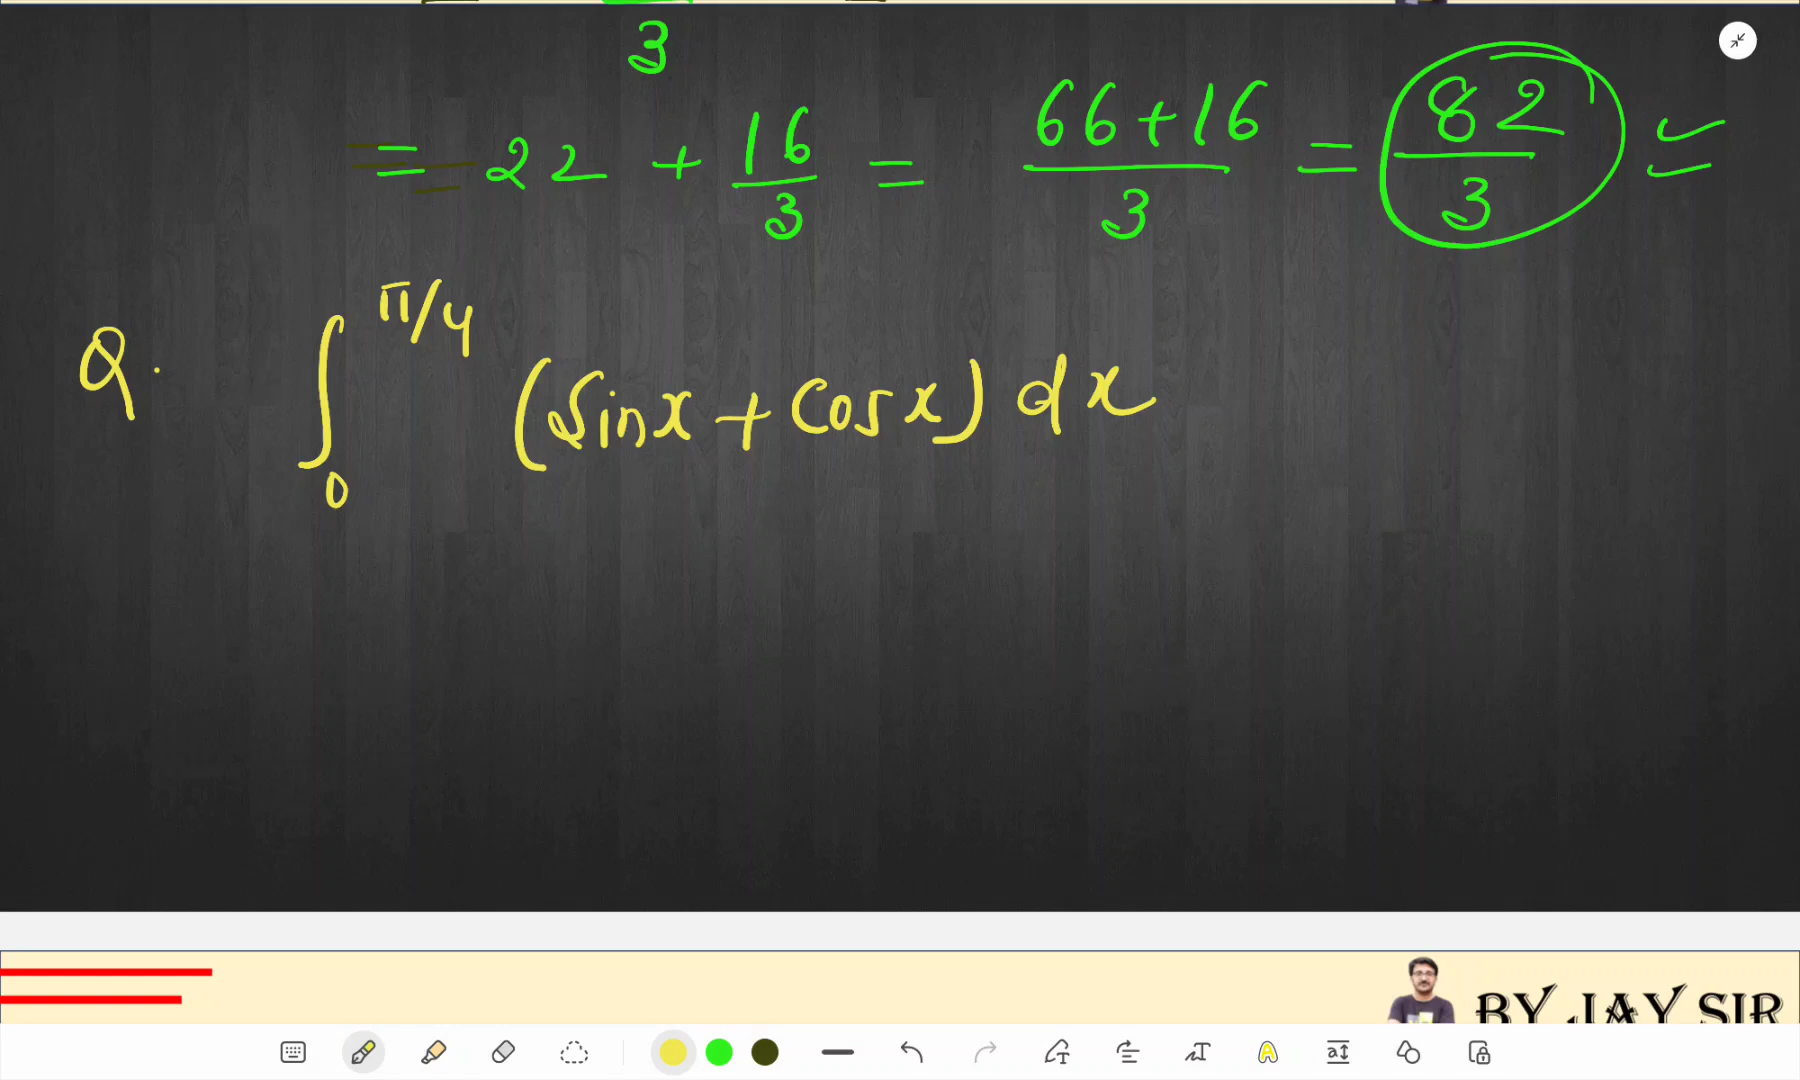 3
= 22 + 16/3 = 66+16/3 = 82/3
Q. ∫₀^π/4 (sinx + cosx) dx
BY JAY SIR